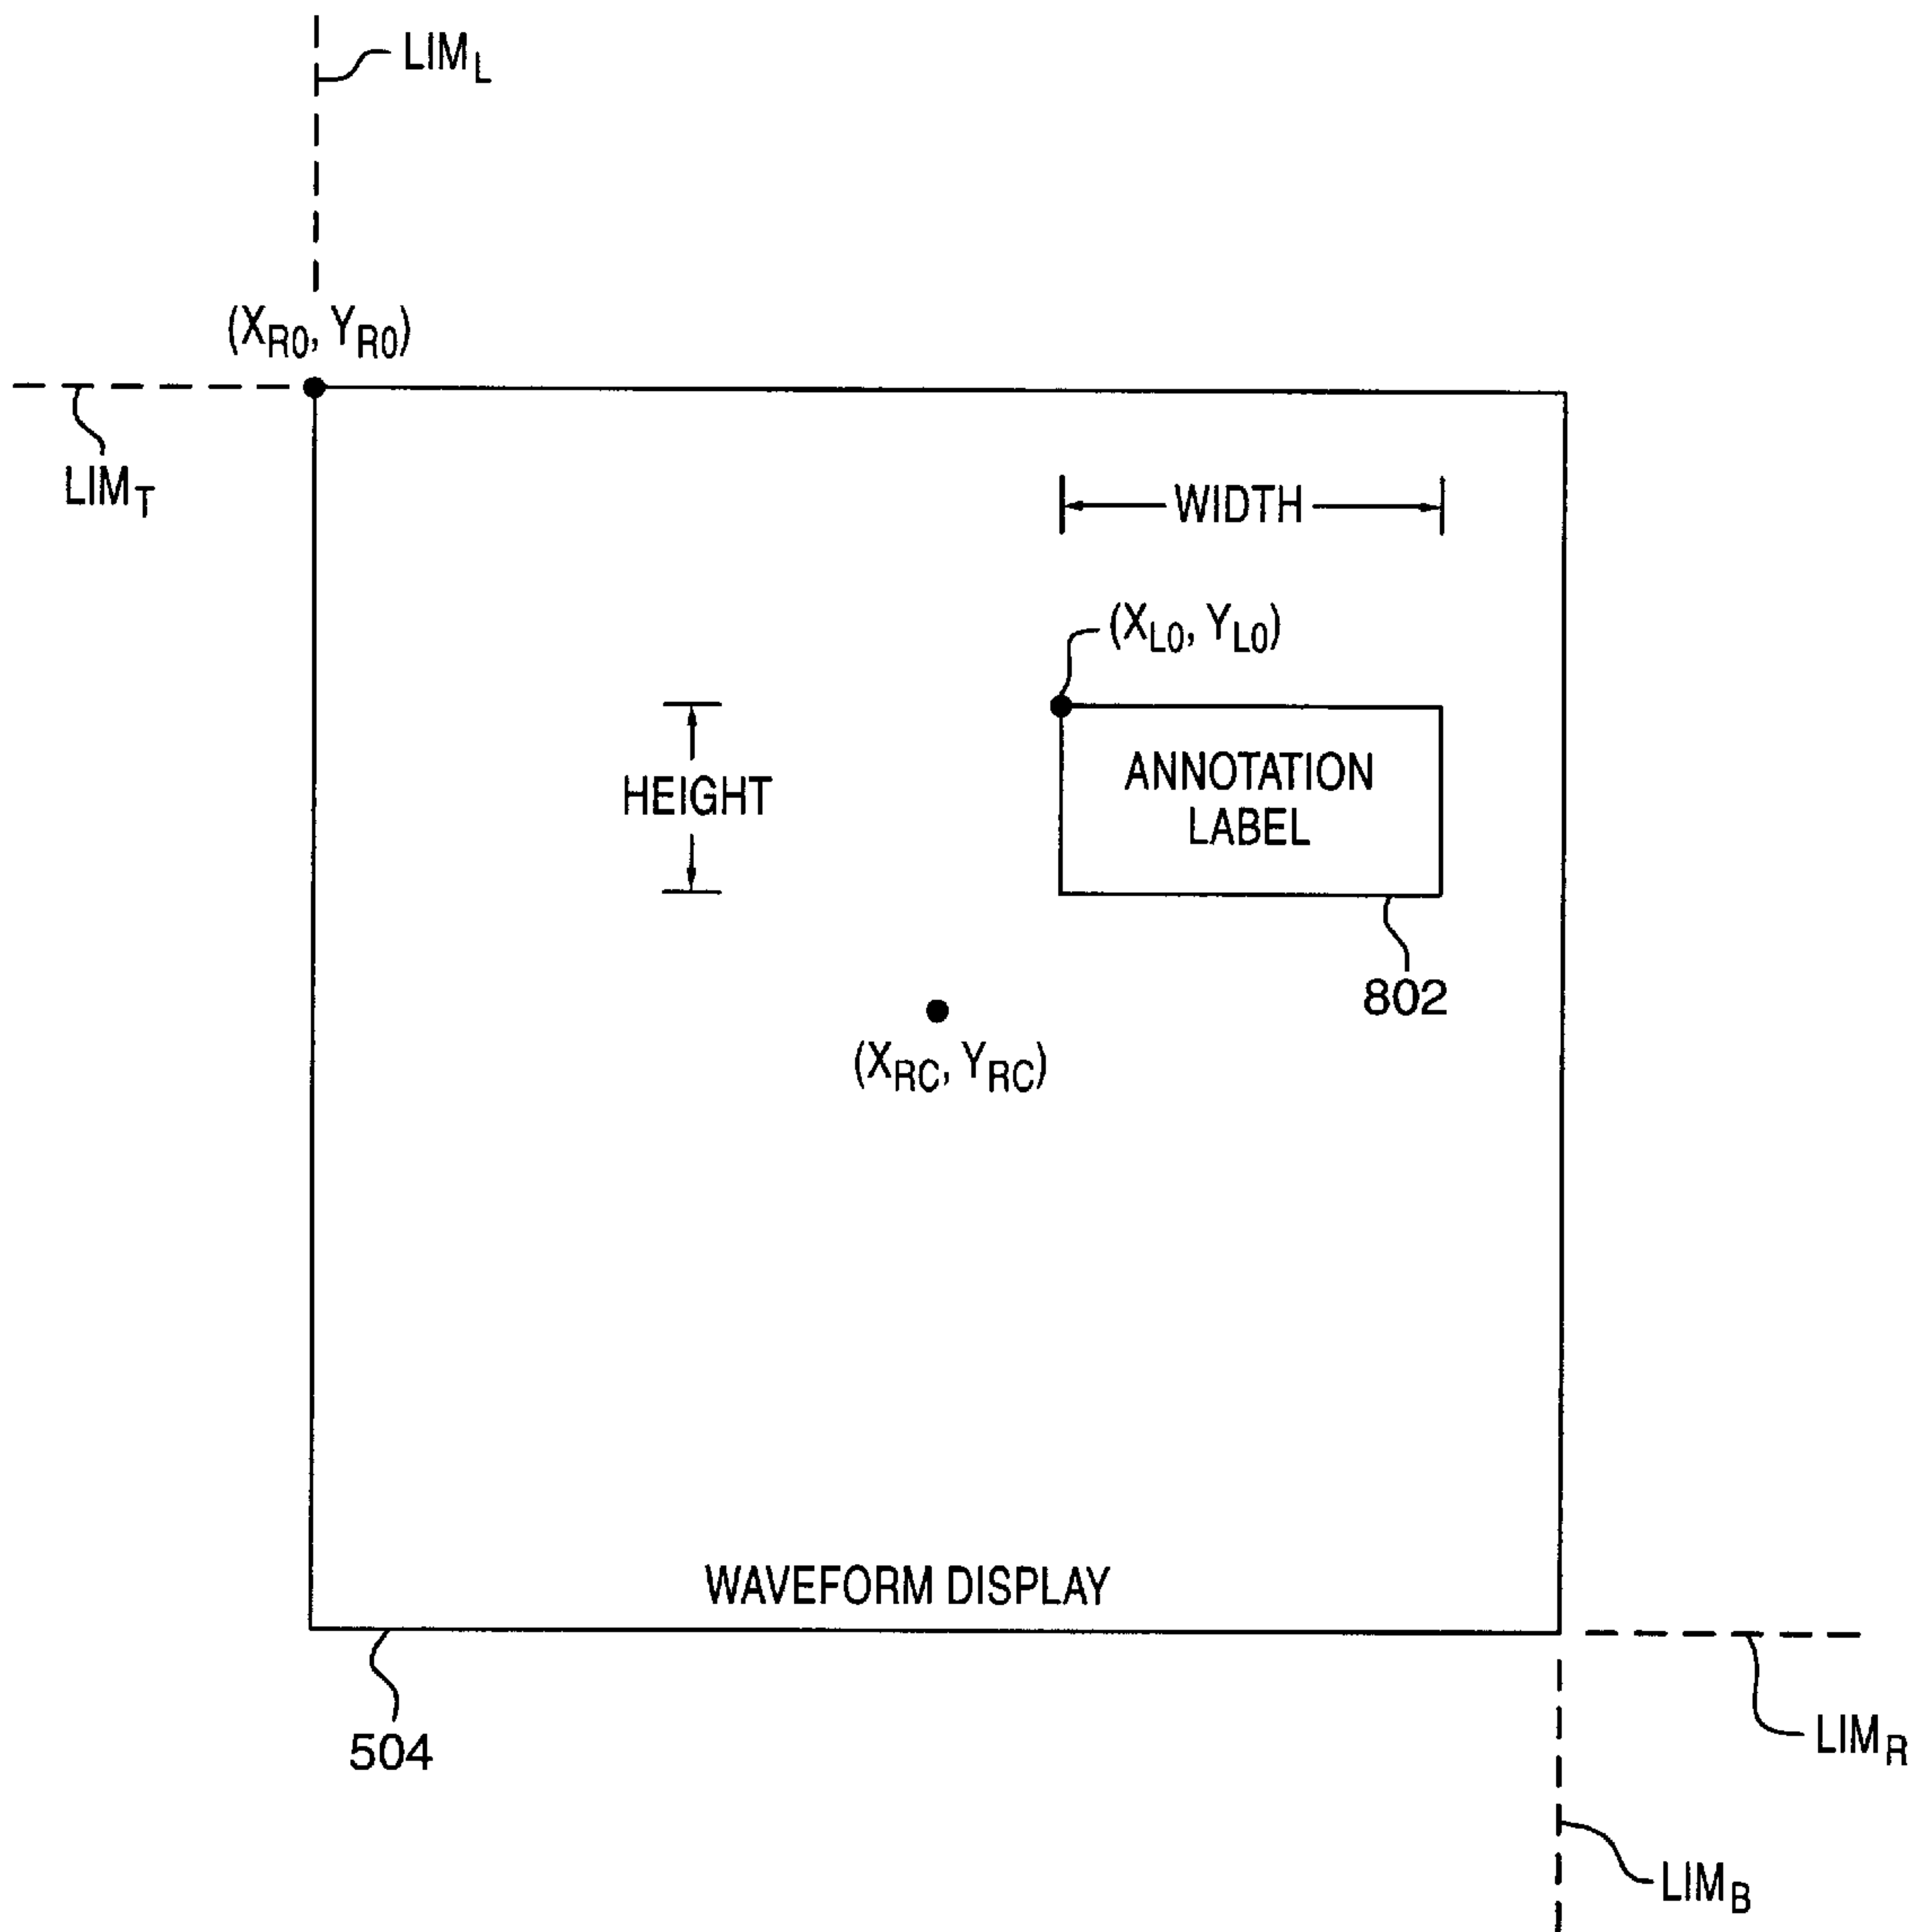 LIM_L
(X_R0, Y_R0)
LIM_T
WIDTH
(X_L0, Y_L0)
HEIGHT
ANNOTATION
LABEL
802
(X_RC, Y_RC)
WAVEFORM DISPLAY
504
LIM_R
LIM_B